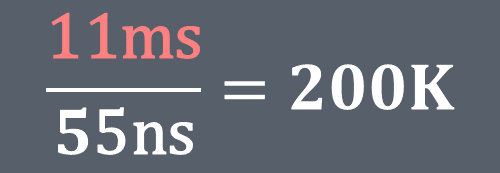 11ms
55ns
= 200K